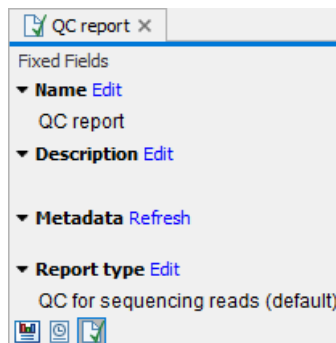 QC report
Fixed Fields
Name Edit
QC report
Description Edit
Metadata Refresh
Report type Edit
QC for sequencing reads (default)